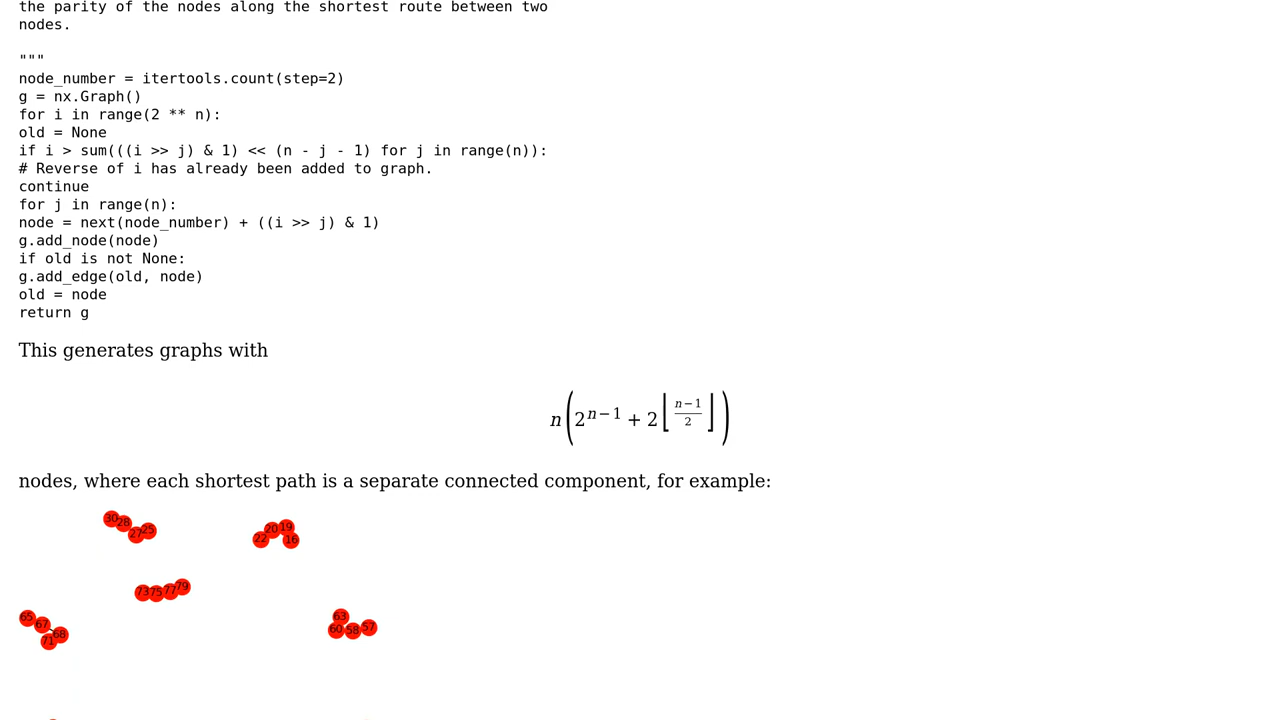 the parity of the nodes along the shortest route between two
nodes.
"""
node_number = itertools.count(step=2)
g = nx.Graph()
for i in range(2 ** n):
old = None
if i > sum(((i >> j) & 1) << (n - j - 1) for j in range(n)):
# Reverse of i has already been added to graph.
continue
for j in range(n):
node = next(node_number) + ((i >> j) & 1)
g.add_node(node)
if old is not None:
g.add_edge(old, node)
old = node
return g
This generates graphs with
n(2^{n−1} + 2⌊\frac{n−1}{2}⌋)
nodes, where each shortest path is a separate connected component, for example:
30 28 27 25
22 20 19 16
73 75 77 79
65 67 68 71
63 60 58 57